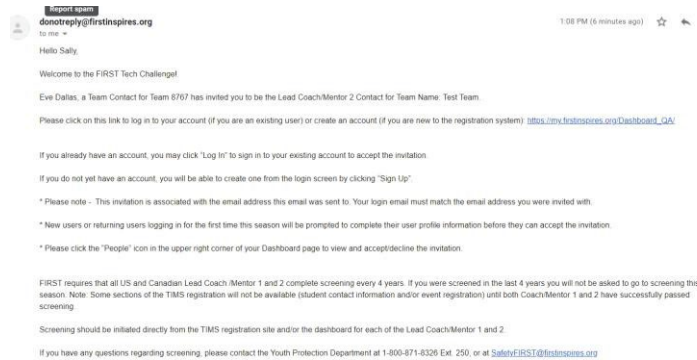 Report spam
donotreply@firstinspires.org
1:08 PM (6 minutes ago)
to me
Hello Sally,
Welcome to the FIRST Tech Challenge!
Eve Dallas, a Team Contact for Team 8767 has invited you to be the Lead Coach/Mentor 2 Contact for Team Name: Test Team.
Please click on this link to log in to your account (if you are an existing user) or create an account (if you are new to the registration system): https://my.firstinspires.org/Dashboard_QA/
If you already have an account, you may click "Log In" to sign in to your existing account to accept the invitation.
If you do not yet have an account, you will be able to create one from the login screen by clicking "Sign Up".
* Please note - This invitation is associated with the email address this email was sent to. Your login email must match the email address you were invited with.
* New users or returning users logging in for the first time this season will be prompted to complete their user profile information before they can accept the invitation.
* Please click the "People" icon in the upper right corner of your Dashboard page to view and accept/decline the invitation.
FIRST requires that all US and Canadian Lead Coach /Mentor 1 and 2 complete screening every 4 years. If you were screened in the last 4 years you will not be asked to go to screening this
season. Note: Some sections of the TIMS registration will not be available (student contact information and/or event registration) until both Coach/Mentor 1 and 2 have successfully passed
screening.
Screening should be initiated directly from the TIMS registration site and/or the dashboard for each of the Lead Coach/Mentor 1 and 2.
If you have any questions regarding screening, please contact the Youth Protection Department at 1-800-871-8326 Ext. 250, or at SafetyFIRST@firstinspires.org